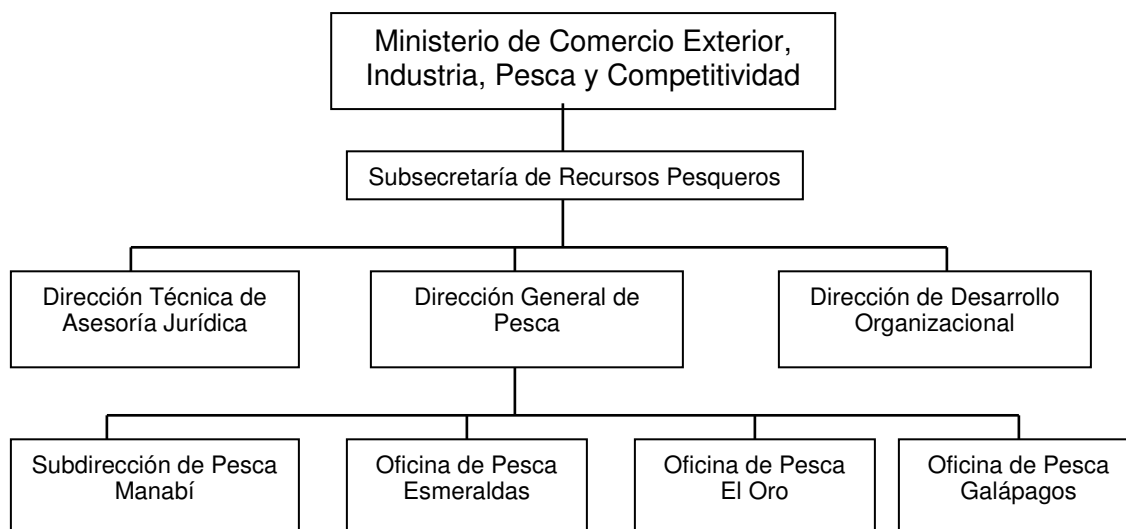 Ministerio de Comercio Exterior,
Industria, Pesca y Competitividad
Subsecretaría de Recursos Pesqueros
Dirección Técnica de
Asesoría Jurídica
Dirección General de
Pesca
Dirección de Desarrollo
Organizacional
Subdirección de Pesca
Manabí
Oficina de Pesca
Esmeraldas
Oficina de Pesca
El Oro
Oficina de Pesca
Galápagos